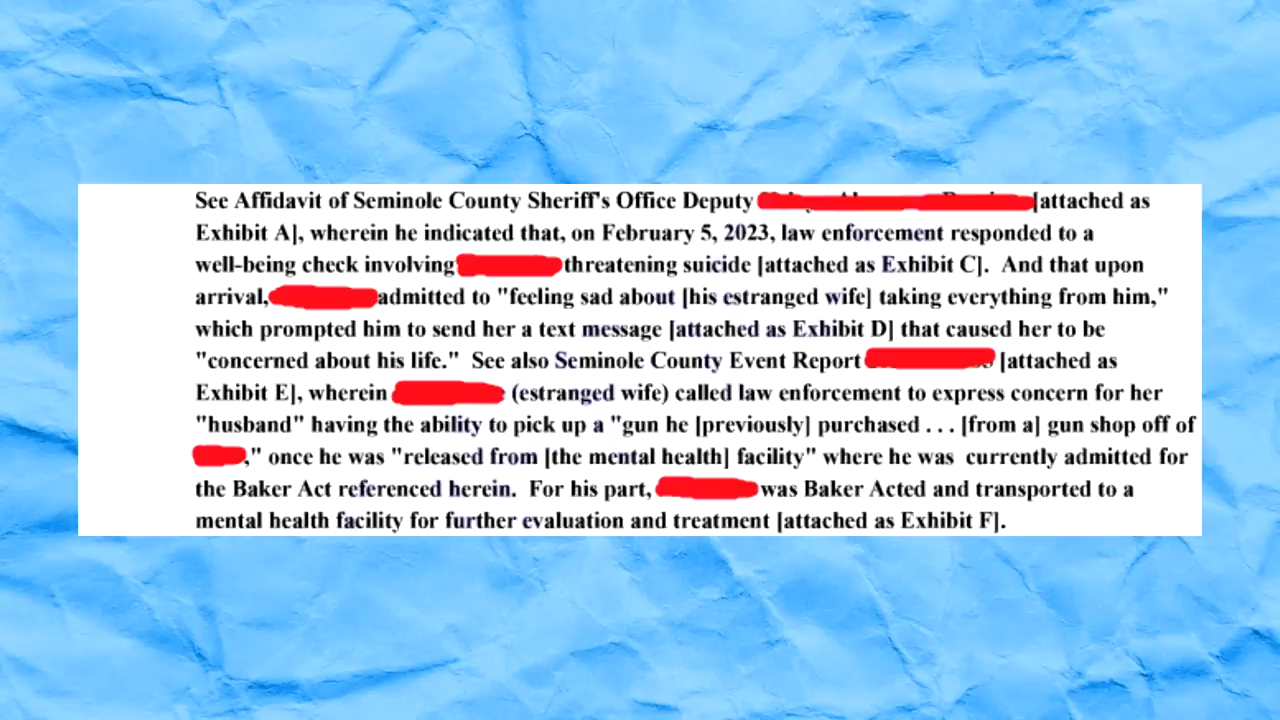 See Affidavit of Seminole County Sheriff's Office Deputy [attached as
Exhibit A], wherein he indicated that, on February 5, 2023, law enforcement responded to a
well-being check involving threatening suicide [attached as Exhibit C]. And that upon
arrival, admitted to "feeling sad about [his estranged wife] taking everything from him,"
which prompted him to send her a text message [attached as Exhibit D] that caused her to be
"concerned about his life." See also Seminole County Event Report [attached as
Exhibit E], wherein (estranged wife) called law enforcement to express concern for her
"husband" having the ability to pick up a "gun he [previously] purchased . . . [from a] gun shop off of
," once he was "released from [the mental health] facility" where he was currently admitted for
the Baker Act referenced herein. For his part, was Baker Acted and transported to a
mental health facility for further evaluation and treatment [attached as Exhibit F].